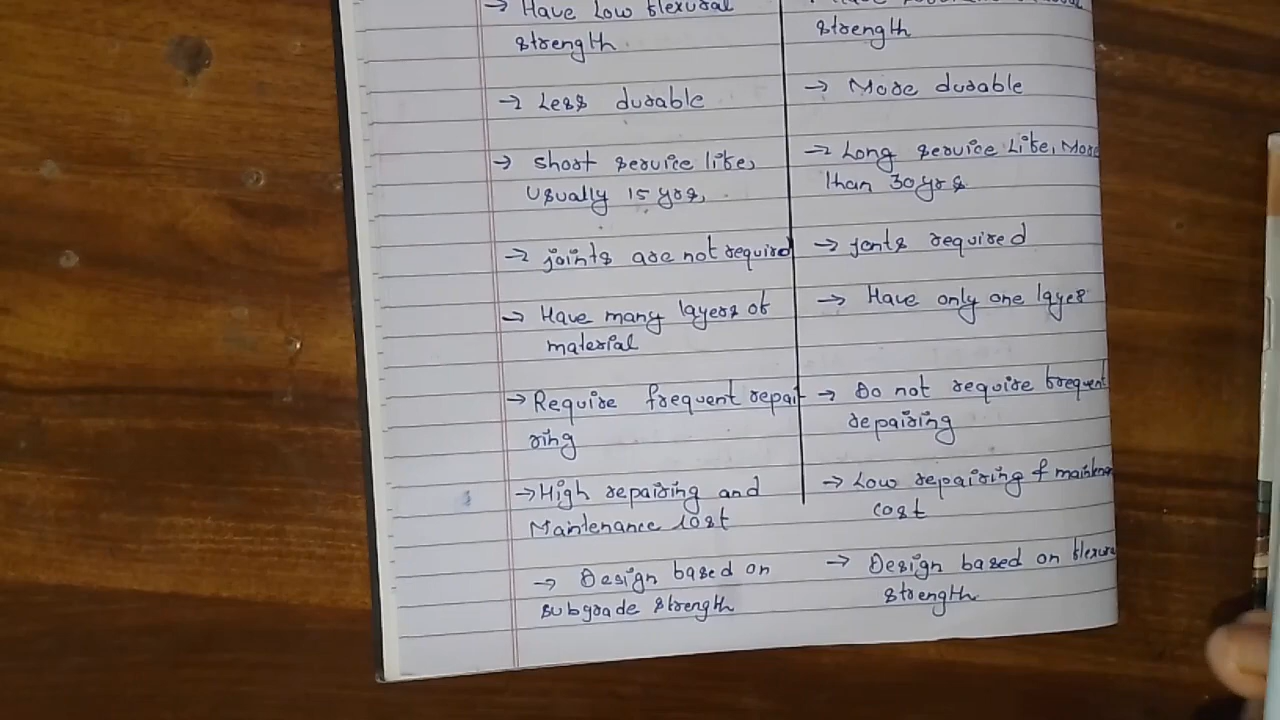 → Have Low flexural
strength
→ Less durable
→ short service life,
Usually 15 yrs,
→ joints are not required
→ Have many layers of
material
→ Require frequent repai
ring
→ High repairing and
Maintenance cost
→ Design based on
subgrade strength
strength
→ More durable
→ Long service Life, More
than 30 yrs
→ jonts required
→ Have only one layer
→ Do not require frequent
repairing
→ Low repairing &
cost
→ Design based on
strength